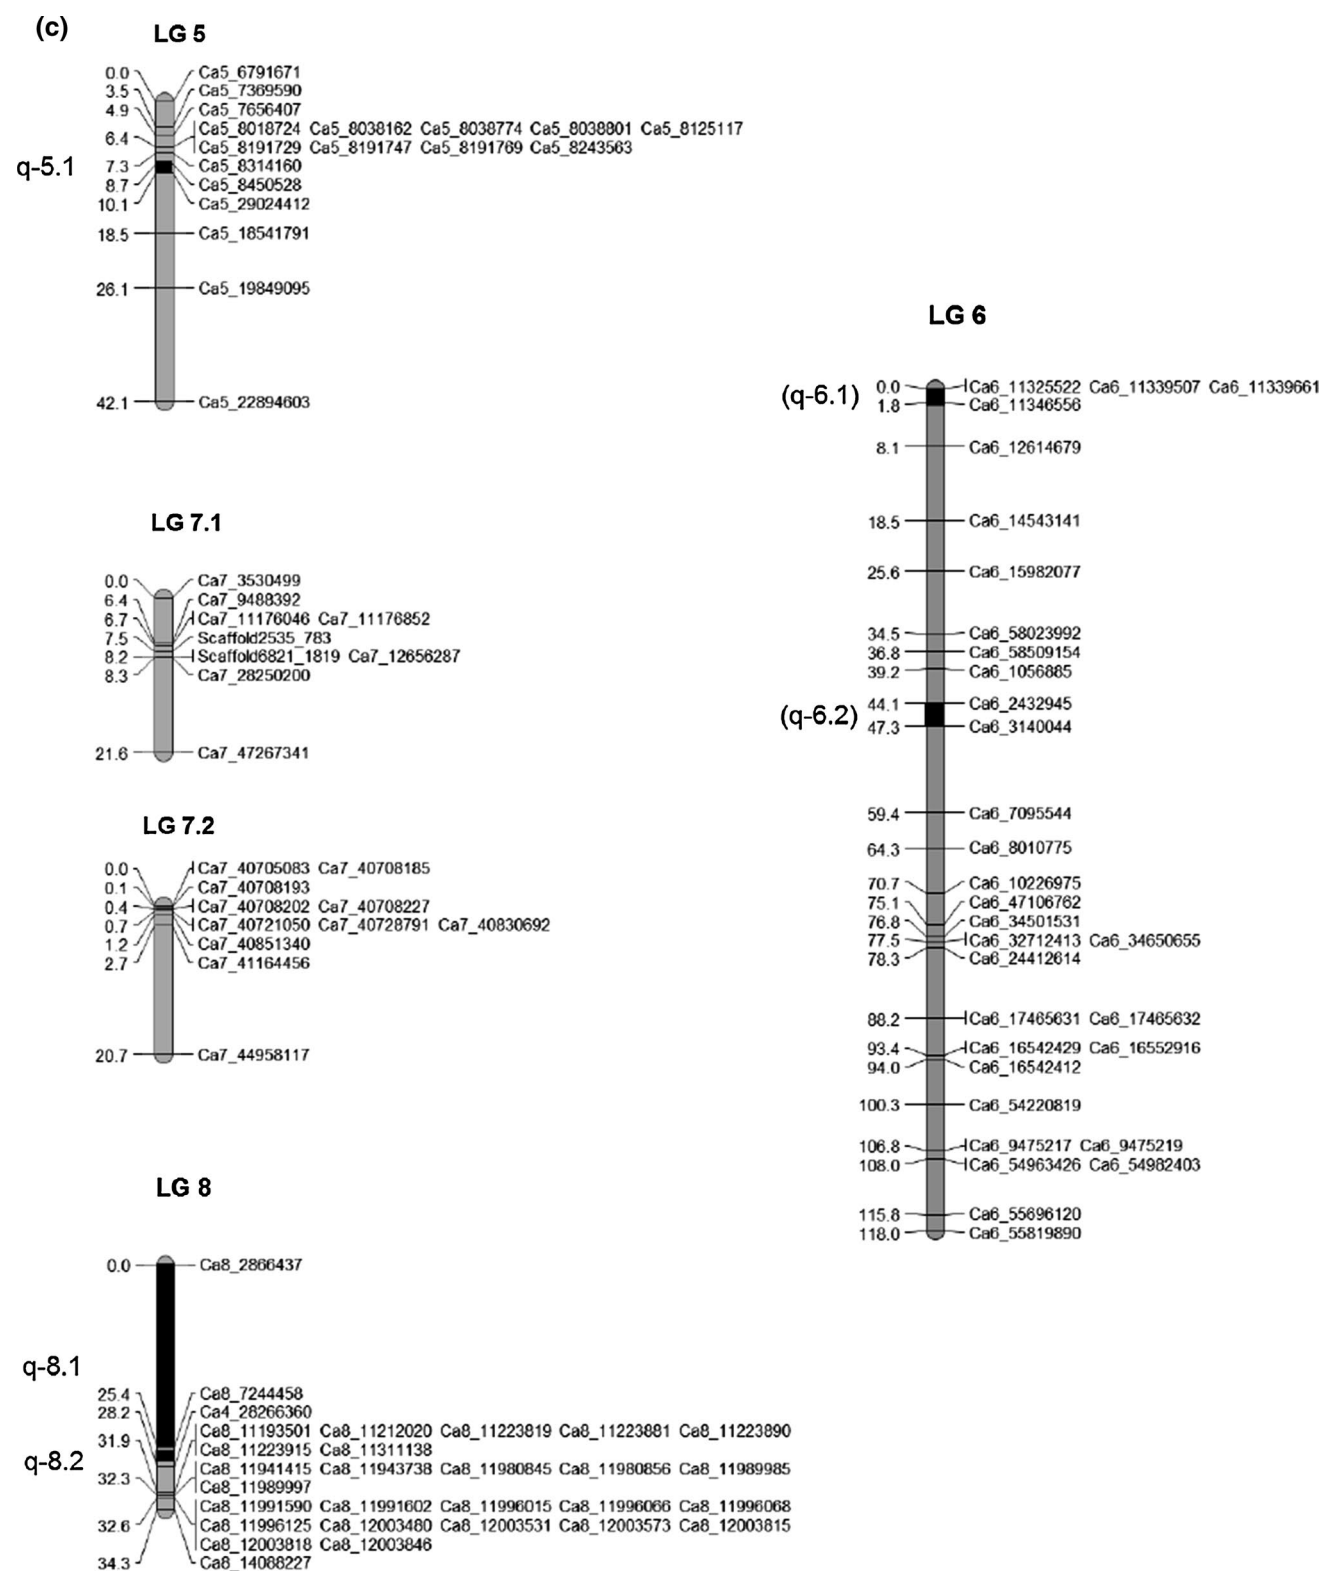 (c)
LG 5
0.0 Ca5_6791671
3.5 Ca5_7369590
4.9 Ca5_7656407
Ca5_8018724 Ca5_8038162 Ca5_8038774 Ca5_8038801 Ca5_8125117
6.4
Ca5_8191729 Ca5_8191747 Ca5_8191769 Ca5_8243563
q-5.1
7.3 Ca5_8314160
8.7 Ca5_8450528
10.1 Ca5_29024412
18.5 Ca5_18541791
26.1 Ca5_19849095
42.1 Ca5_22894603
LG 6
(q-6.1)
0.0 Ca6_11325522 Ca6_11339507 Ca6_11339661
1.8 Ca6_11346556
8.1 Ca6_12614679
18.5 Ca6_14543141
25.6 Ca6_15982077
34.5 Ca6_58023992
36.8 Ca6_58509154
39.2 Ca6_1056885
44.1 Ca6_2432945
(q-6.2)
47.3 Ca6_3140044
59.4 Ca6_7095544
64.3 Ca6_8010775
70.7 Ca6_10226975
75.1 Ca6_47106762
76.8 Ca6_34501531
77.5 Ca6_32712413 Ca6_34650655
78.3 Ca6_24412614
88.2 Ca6_17465631 Ca6_17465632
93.4 Ca6_16542429 Ca6_16552916
94.0 Ca6_16542412
100.3 Ca6_54220819
106.8 Ca6_9475217 Ca6_9475219
108.0 Ca6_54963426 Ca6_54982403
115.8 Ca6_55696120
118.0 Ca6_55819890
LG 7.1
0.0 Ca7_3530499
6.4 Ca7_9488392
6.7 Ca7_11176046 Ca7_11176852
7.5 Scaffold2535_783
8.2 Scaffold6821_1819 Ca7_12656287
8.3 Ca7_28250200
21.6 Ca7_47267341
LG 7.2
0.0 Ca7_40705083 Ca7_40708185
0.1 Ca7_40708193
0.4 Ca7_40708202 Ca7_40708227
0.7 Ca7_40721050 Ca7_40728791 Ca7_40830692
1.2 Ca7_40851340
2.7 Ca7_41164456
20.7 Ca7_44958117
LG 8
0.0 Ca8_2866437
q-8.1
25.4 Ca8_7244458
28.2 Ca4_28266360
Ca8_11193501 Ca8_11212020 Ca8_11223819 Ca8_11223881 Ca8_11223890
31.9
Ca8_11223915 Ca8_11311138
q-8.2
Ca8_11941415 Ca8_11943738 Ca8_11980845 Ca8_11980856 Ca8_11989985
32.3
Ca8_11989997
Ca8_11991590 Ca8_11991602 Ca8_11996015 Ca8_11996066 Ca8_11996068
32.6 Ca8_11996125 Ca8_12003480 Ca8_12003531 Ca8_12003573 Ca8_12003815
Ca8_12003818 Ca8_12003846
34.3 Ca8_14088227